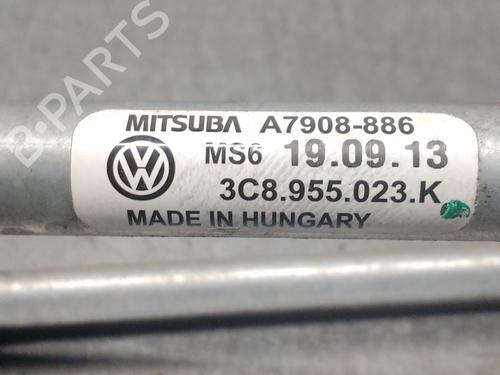 B-PARTS
MITSUBA A7908-886
MS6 19.09.13
3C8.955.023.K
MADE IN HUNGARY